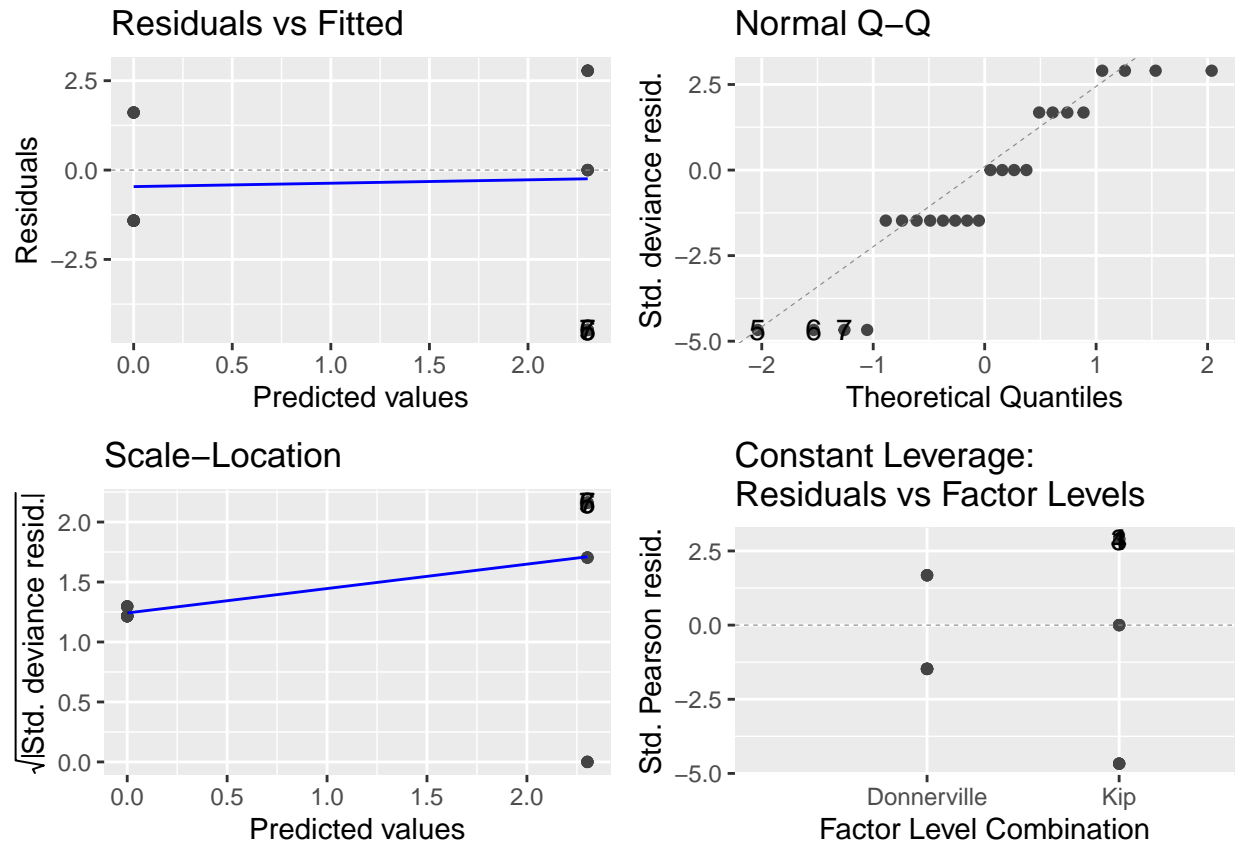 Residuals vs Fitted
2.5
0.0
−2.5
Residuals
0.0 0.5 1.0 1.5 2.0
Predicted values
Normal Q−Q
2.5
0.0
−2.5
−5.0
Std. deviance resid.
5 6 7
−2 −1 0 1 2
Theoretical Quantiles
Scale−Location
2.0
1.5
1.0
0.5
0.0
√|Std. deviance resid.|
0.0 0.5 1.0 1.5 2.0
Predicted values
Constant Leverage:
Residuals vs Factor Levels
2.5
0.0
−2.5
−5.0
Std. Pearson resid.
Donnerville Kip
Factor Level Combination